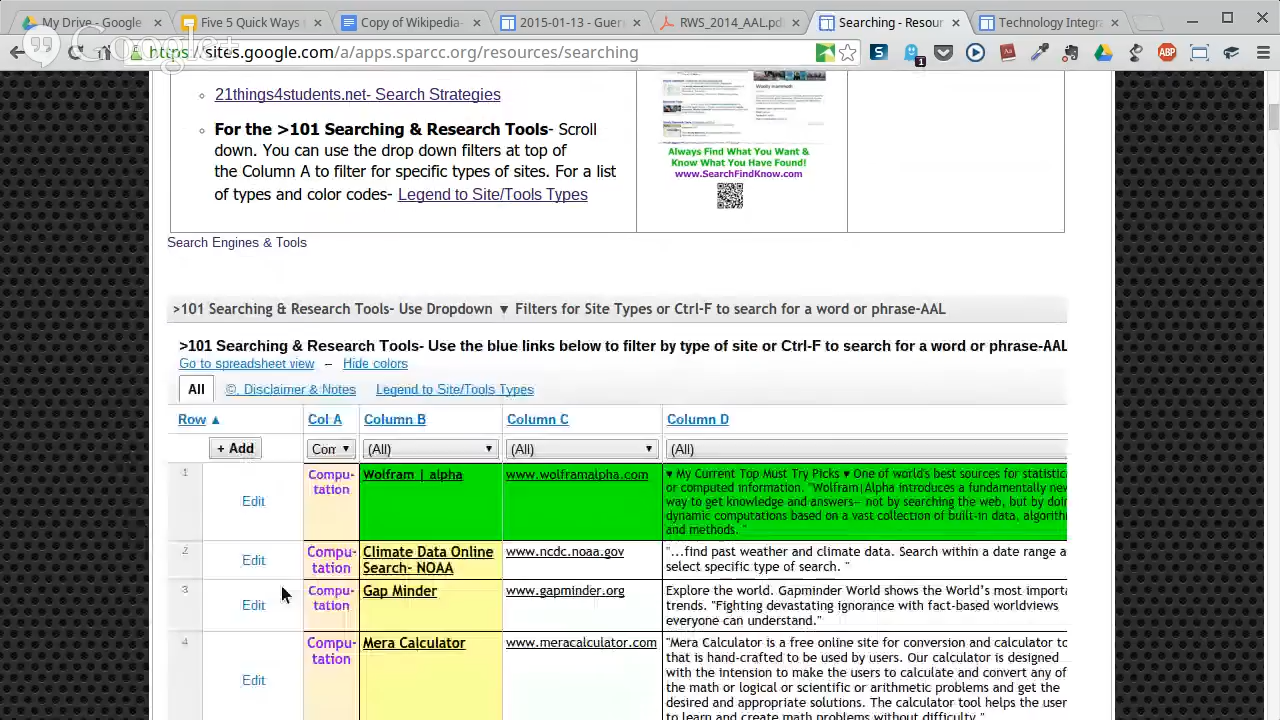 My Drive - Google
Five 5 Quick Ways
Copy of Wikipedia-
2015-01-13 - Guer
RWS_2014_AAL.pd
Searching - Resour
Technology Integra
Google+
https://sites.google.com/a/apps.sparcc.org/resources/searching
21things4students.net- Search Strategies
For the >101 Searching & Research Tools- Scroll
down. You can use the drop down filters at top of
the Column A to filter for specific types of sites. For a list
of types and color codes- Legend to Site/Tools Types
Always Find What You Want &
Know What You Have Found!
www.SearchFindKnow.com
Search Engines & Tools
>101 Searching & Research Tools- Use Dropdown ▼ Filters for Site Types or Ctrl-F to search for a word or phrase-AAL
>101 Searching & Research Tools- Use the blue links below to filter by type of site or Ctrl-F to search for a word or phrase-AAL
Go to spreadsheet view – Hide colors
All ©, Disclaimer & Notes Legend to Site/Tools Types
Row ▲ Col A Column B Column C Column D
+ Add Com ▼ (All) ▼ (All) ▼ (All)
1 Edit
Compu-
tation
Wolfram | alpha
www.wolframalpha.com
♥ My Current Top Must Try Picks ♥ One of world's best sources for statistic
or computed information. "Wolfram|Alpha introduces a fundamentally new
way to get knowledge and answers— not by searching the web, but by doin
dynamic computations based on a vast collection of built-in data, algorith
and methods. "
2 Edit
Compu-
tation
Climate Data Online
Search- NOAA
www.ncdc.noaa.gov
"...find past weather and climate data. Search within a date range a
select specific type of search. "
3 Edit
Compu-
tation
Gap Minder
www.gapminder.org
Explore the world. Gapminder World shows the World's most importa
trends. "Fighting devastating ignorance with fact-based worldviews
everyone can understand."
4 Edit
Compu-
tation
Mera Calculator
www.meracalculator.com
"Mera Calculator is a free online site for conversion and calculator to
that is hand-crafted to be used by users. Our calculator is designed
with the intension to make the users to calculate and convert any of
the math or logical or scientific or arithmetic problems and get the
desired and appropriate solutions. The calculator tool helps the user
to learn and create math problems without difficulty."